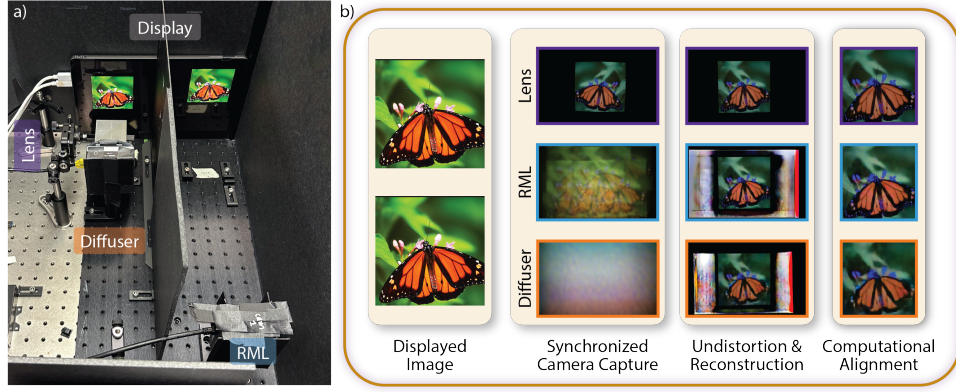 a)
Display
Lens
Diffuser
RML
b)
Lens
RML
Diffuser
Displayed
Image
Synchronized
Camera Capture
Undistortion &
Reconstruction
Computational
Alignment